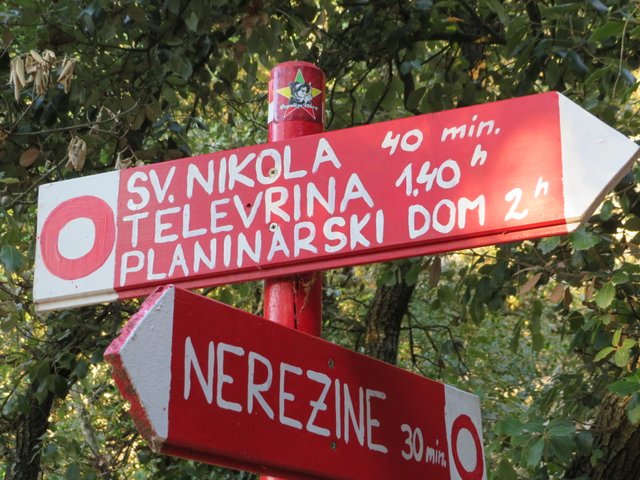 SV. NIKOLA 40 min.
TELEVRINA 1.40 h
PLANINARSKI DOM 2 h
NEREZINE 30 min.